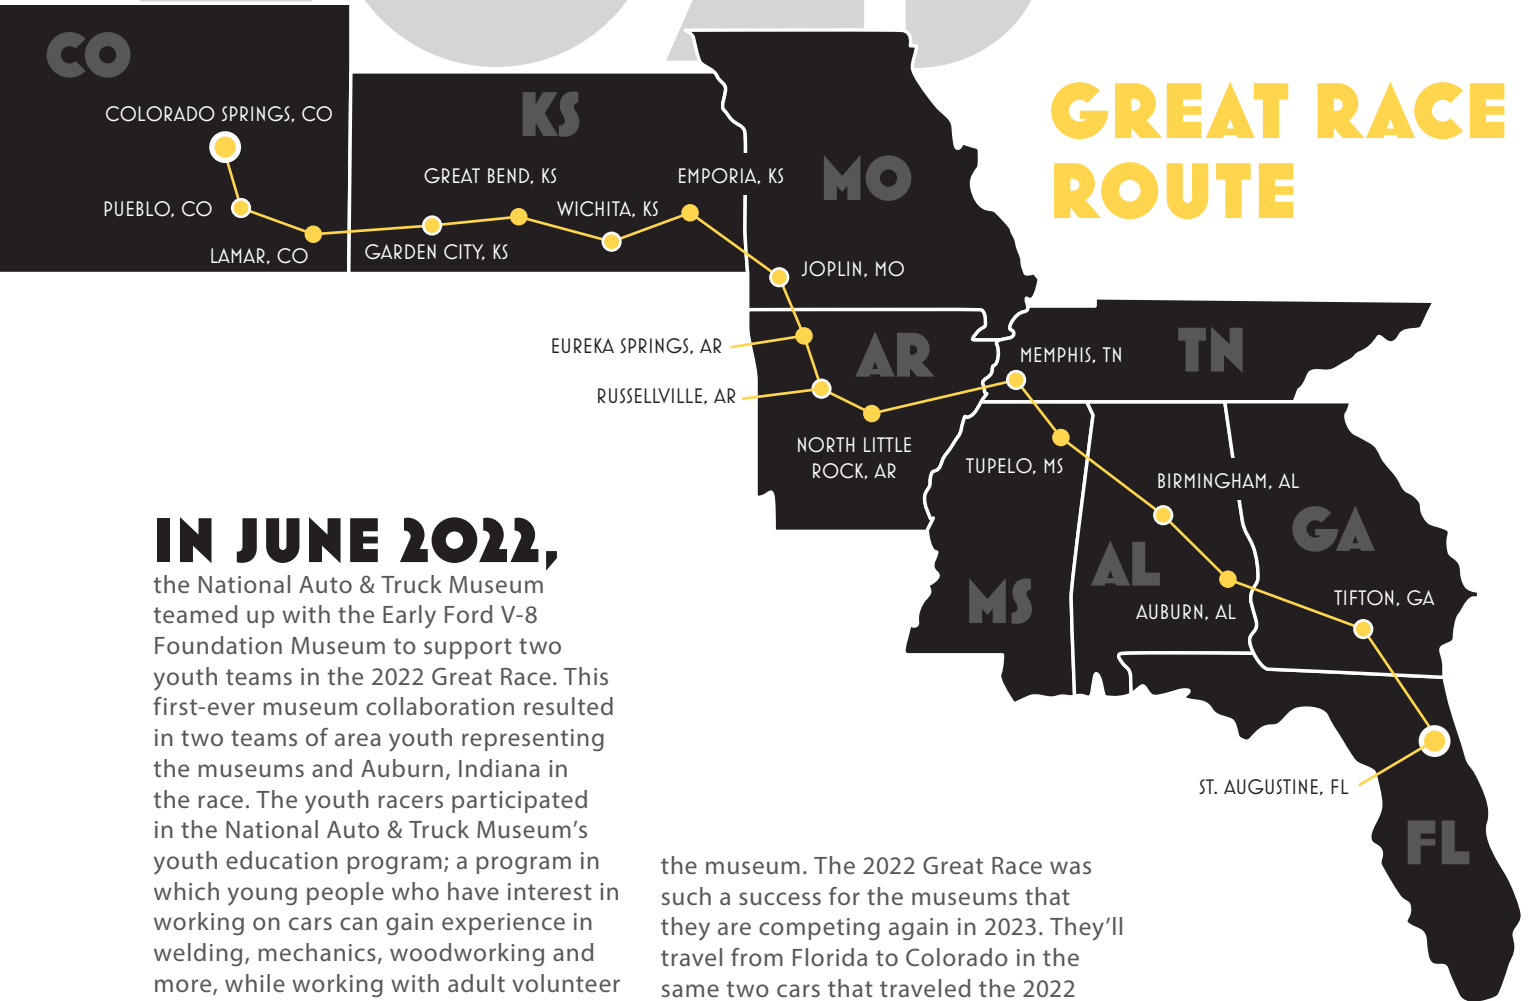 CO
COLORADO SPRINGS, CO
PUEBLO, CO
LAMAR, CO
KS
GREAT BEND, KS
EMPORIA, KS
WICHITA, KS
GARDEN CITY, KS
MO
JOPLIN, MO
GREAT RACE
ROUTE
EUREKA SPRINGS, AR
AR
RUSSELLVILLE, AR
NORTH LITTLE
ROCK, AR
MEMPHIS, TN
TN
TUPELO, MS
MS
BIRMINGHAM, AL
AL
AUBURN, AL
GA
TIFTON, GA
ST. AUGUSTINE, FL
FL
IN JUNE 2022,
the National Auto & Truck Museum
teamed up with the Early Ford V-8
Foundation Museum to support two
youth teams in the 2022 Great Race. This
first-ever museum collaboration resulted
in two teams of area youth representing
the museums and Auburn, Indiana in
the race. The youth racers participated
in the National Auto & Truck Museum’s
youth education program; a program in
which young people who have interest in
working on cars can gain experience in
welding, mechanics, woodworking and
more, while working with adult volunteer
the museum. The 2022 Great Race was
such a success for the museums that
they are competing again in 2023. They’ll
travel from Florida to Colorado in the
same two cars that traveled the 2022